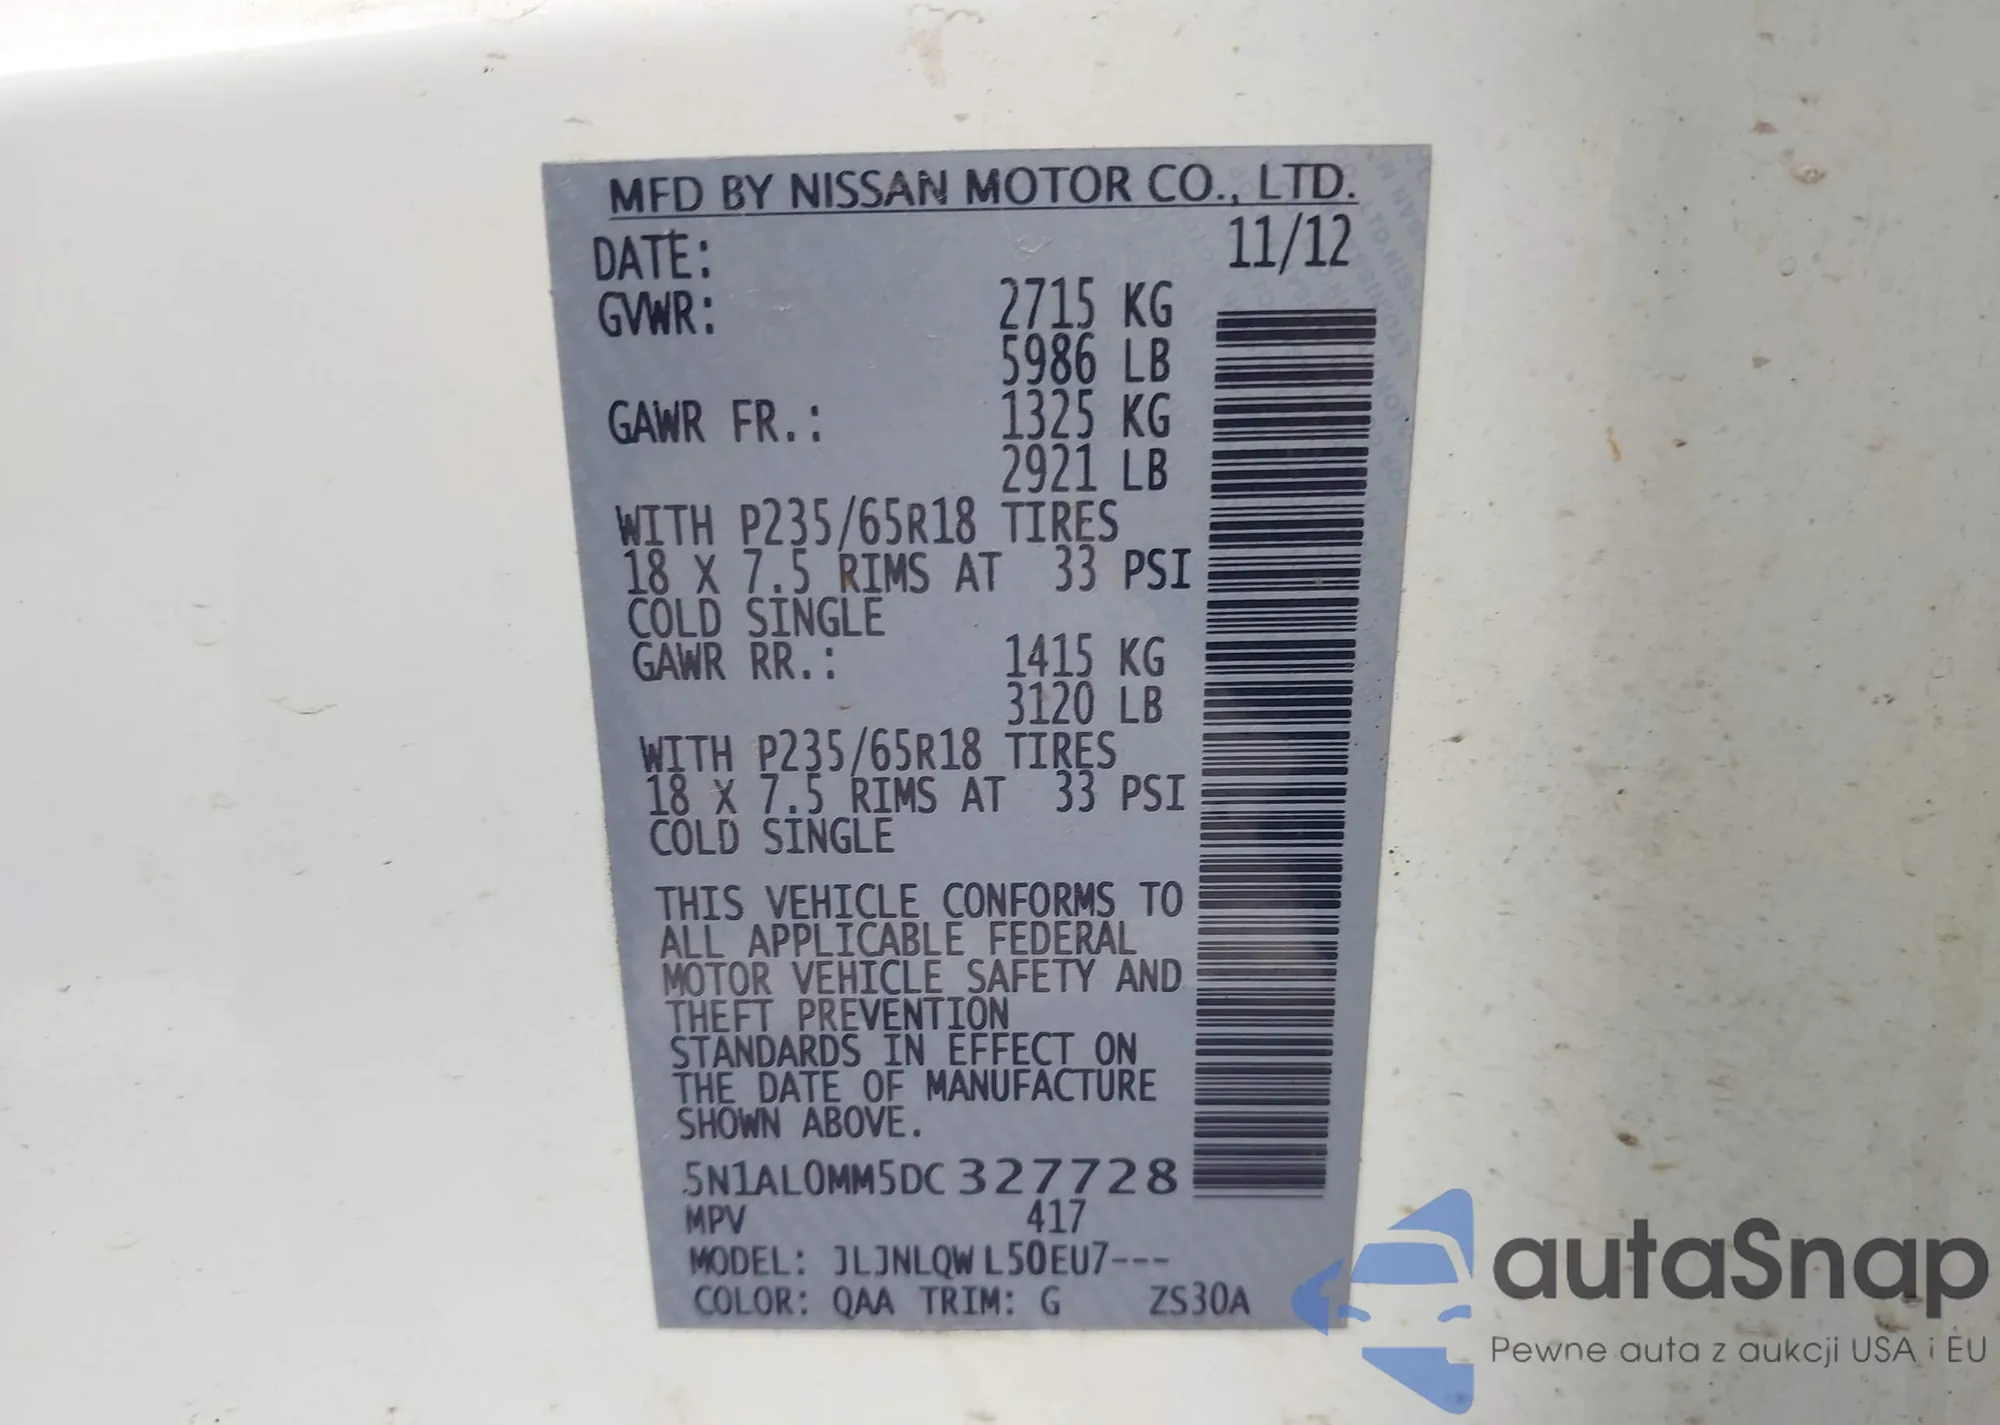 MFD BY NISSAN MOTOR CO., LTD.
DATE: 11/12
GVWR: 2715 KG
5986 LB
GAWR FR.: 1325 KG
2921 LB
WITH P235/65R18 TIRES
18 X 7.5 RIMS AT 33 PSI
COLD SINGLE
GAWR RR.: 1415 KG
3120 LB
WITH P235/65R18 TIRES
18 X 7.5 RIMS AT 33 PSI
COLD SINGLE
THIS VEHICLE CONFORMS TO
ALL APPLICABLE FEDERAL
MOTOR VEHICLE SAFETY AND
THEFT PREVENTION
STANDARDS IN EFFECT ON
THE DATE OF MANUFACTURE
SHOWN ABOVE.
5N1AL0MM5DC327728
MPV 417
MODEL: JLJNLQWL50EU7---
COLOR: QAA TRIM: G ZS30A
autaSnap
Pewne auta z aukcji USA i EU